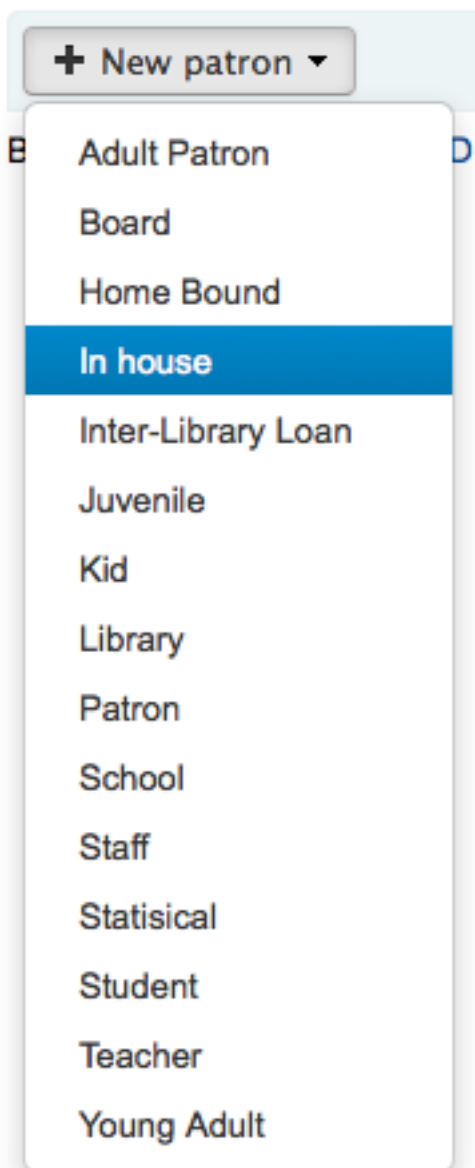 + New patron
B D
Adult Patron
Board
Home Bound
In house
Inter-Library Loan
Juvenile
Kid
Library
Patron
School
Staff
Statisical
Student
Teacher
Young Adult